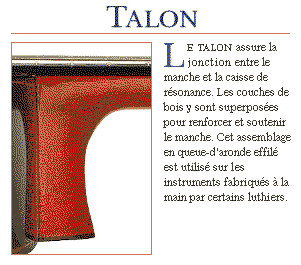 TALON
LE TALON assure la
jonction entre le
manche et la caisse de
résonance. Les couches de
bois y sont superposées
pour renforcer et soutenir
le manche. Cet assemblage
en queue-d'aronde effilé
est utilisé sur les
instruments fabriqués à la
main par certains luthiers.